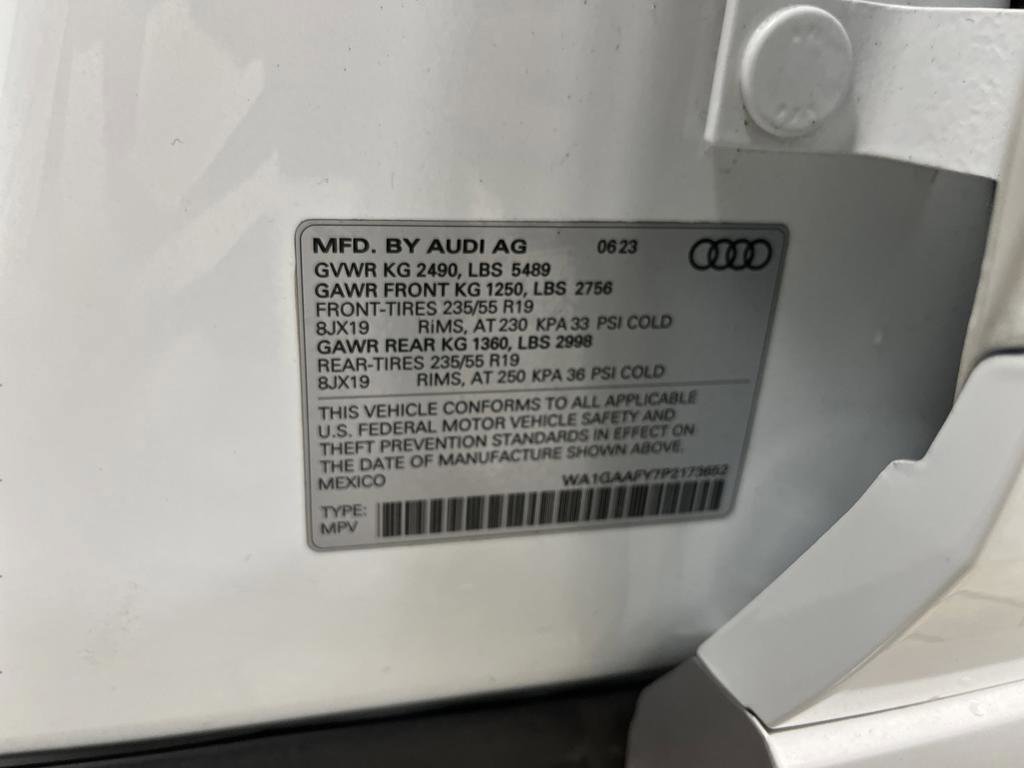 MFD. BY AUDI AG 06 23
GVWR KG 2490, LBS 5489
GAWR FRONT KG 1250, LBS 2756
FRONT-TIRES 235/55 R19
8JX19 RiMS, AT 230 KPA 33 PSI COLD
GAWR REAR KG 1360, LBS 2998
REAR-TIRES 235/55 R19
8JX19 RIMS, AT 250 KPA 36 PSI COLD
THIS VEHICLE CONFORMS TO ALL APPLICABLE
U.S. FEDERAL MOTOR VEHICLE SAFETY AND
THEFT PREVENTION STANDARDS IN EFFECT ON
THE DATE OF MANUFACTURE SHOWN ABOVE.
MEXICO WA1GAAFY7P2173652
TYPE:
MPV